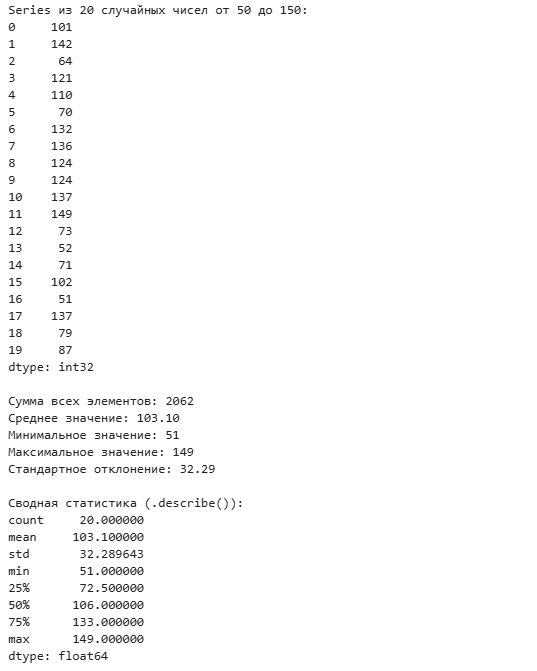 Series из 20 случайных чисел от 50 до 150:
0     101
1     142
2      64
3     121
4     110
5      70
6     132
7     136
8     124
9     124
10    137
11    149
12     73
13     52
14     71
15    102
16     51
17    137
18     79
19     87
dtype: int32

Сумма всех элементов: 2062
Среднее значение: 103.10
Минимальное значение: 51
Максимальное значение: 149
Стандартное отклонение: 32.29

Сводная статистика (.describe()):
count     20.000000
mean     103.100000
std       32.289643
min       51.000000
25%       72.500000
50%      106.000000
75%      133.000000
max      149.000000
dtype: float64